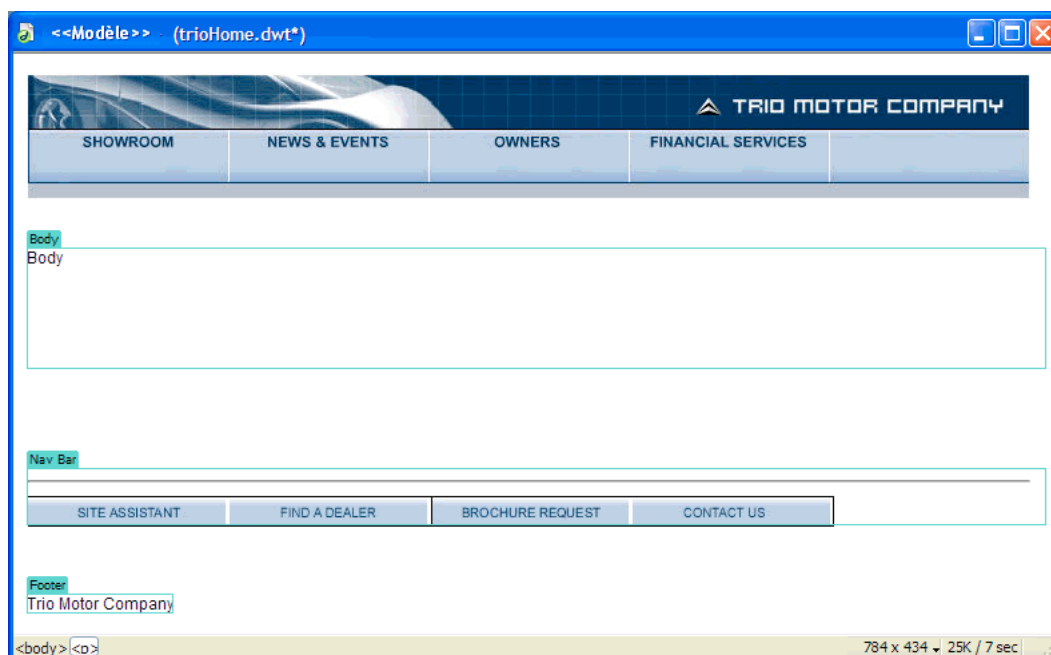 <<Modèle>> (trioHome.dwt*)
TRIO MOTOR COMPANY
SHOWROOM NEWS & EVENTS OWNERS FINANCIAL SERVICES
Body
Body
Nav Bar
SITE ASSISTANT FIND A DEALER BROCHURE REQUEST CONTACT US
Footer
Trio Motor Company
<body> <p> 784 x 434 25K / 7 sec